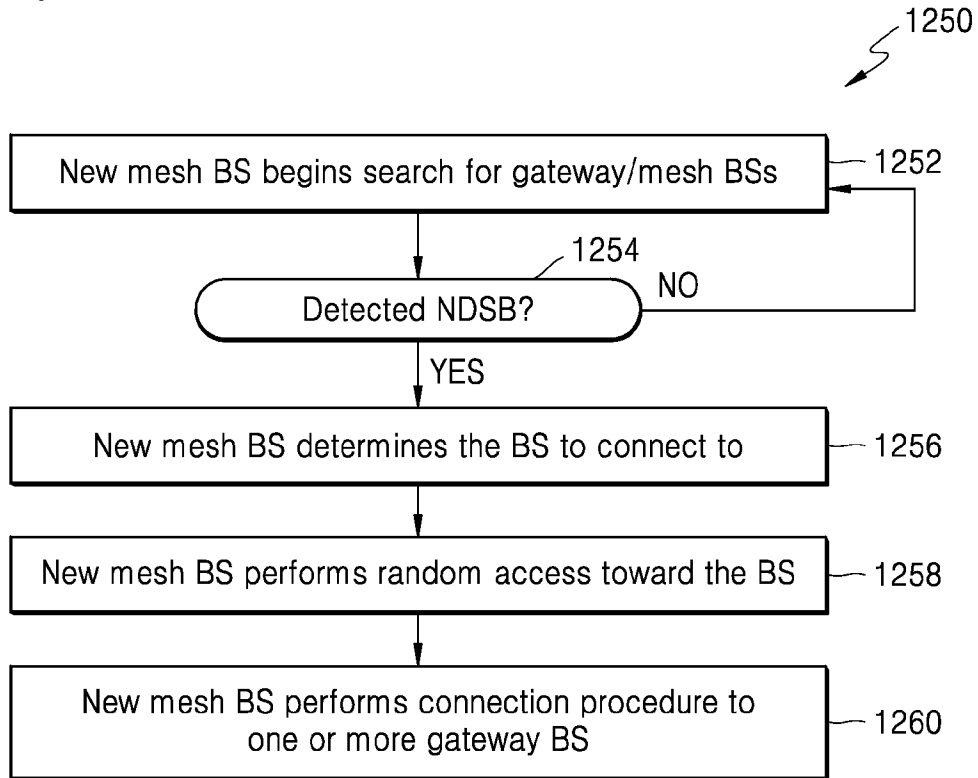 1250
New mesh BS begins search for gateway/mesh BSs
1252
1254
Detected NDSB?
NO
YES
New mesh BS determines the BS to connect to
1256
New mesh BS performs random access toward the BS
1258
New mesh BS performs connection procedure to
one or more gateway BS
1260